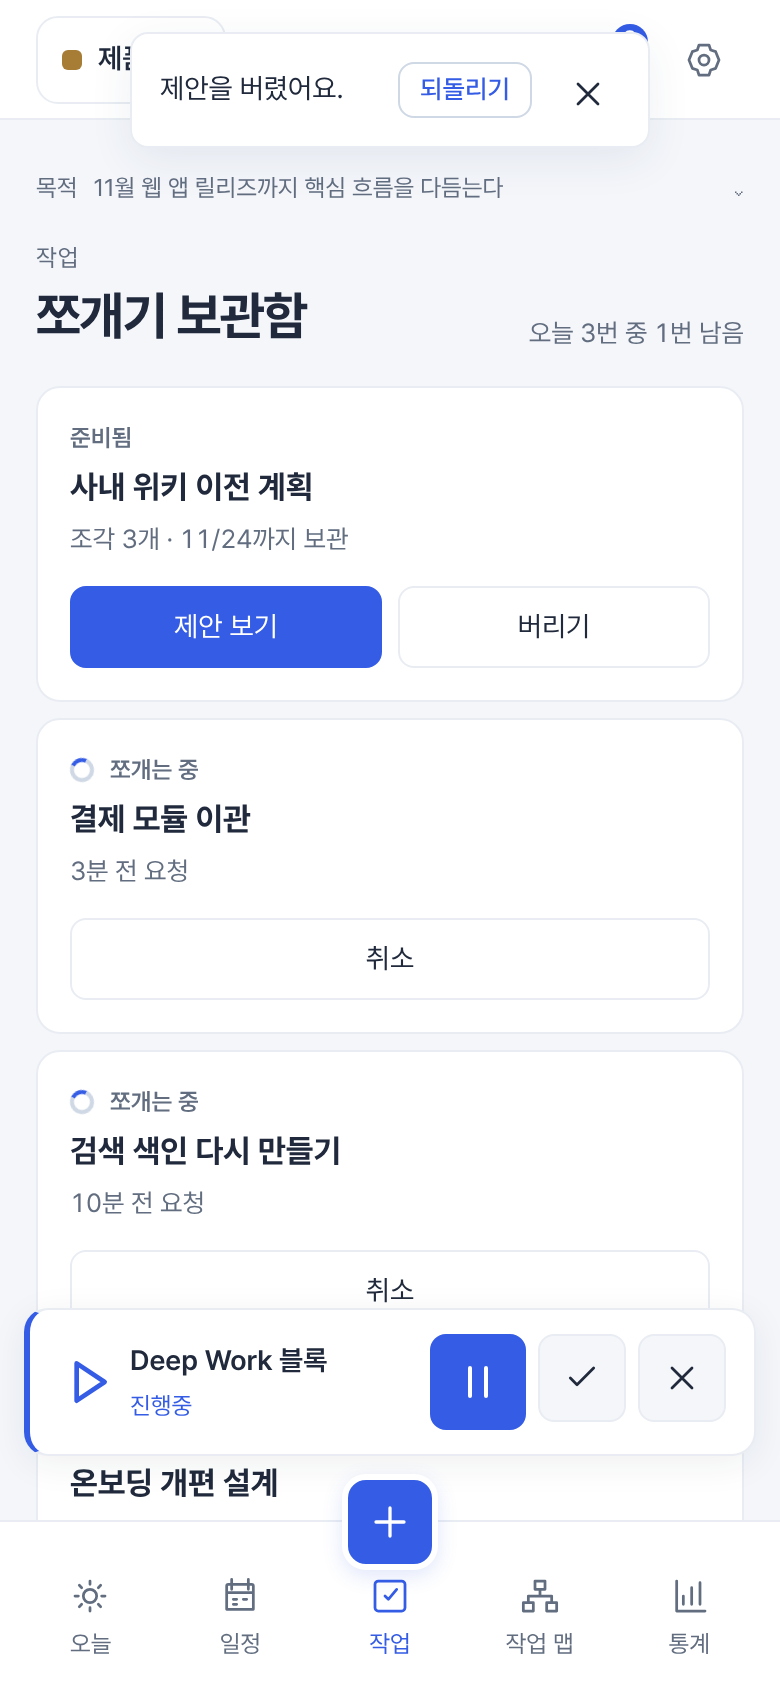 제안을 버렸어요.
되돌리기
목적 11월 웹 앱 릴리즈까지 핵심 흐름을 다듬는다
작업
쪼개기 보관함
오늘 3번 중 1번 남음
준비됨
사내 위키 이전 계획
조각 3개 · 11/24까지 보관
제안 보기
버리기
쪼개는 중
결제 모듈 이관
3분 전 요청
취소
쪼개는 중
검색 색인 다시 만들기
10분 전 요청
취소
Deep Work 블록
진행중
온보딩 개편 설계
오늘
일정
작업
작업 맵
통계